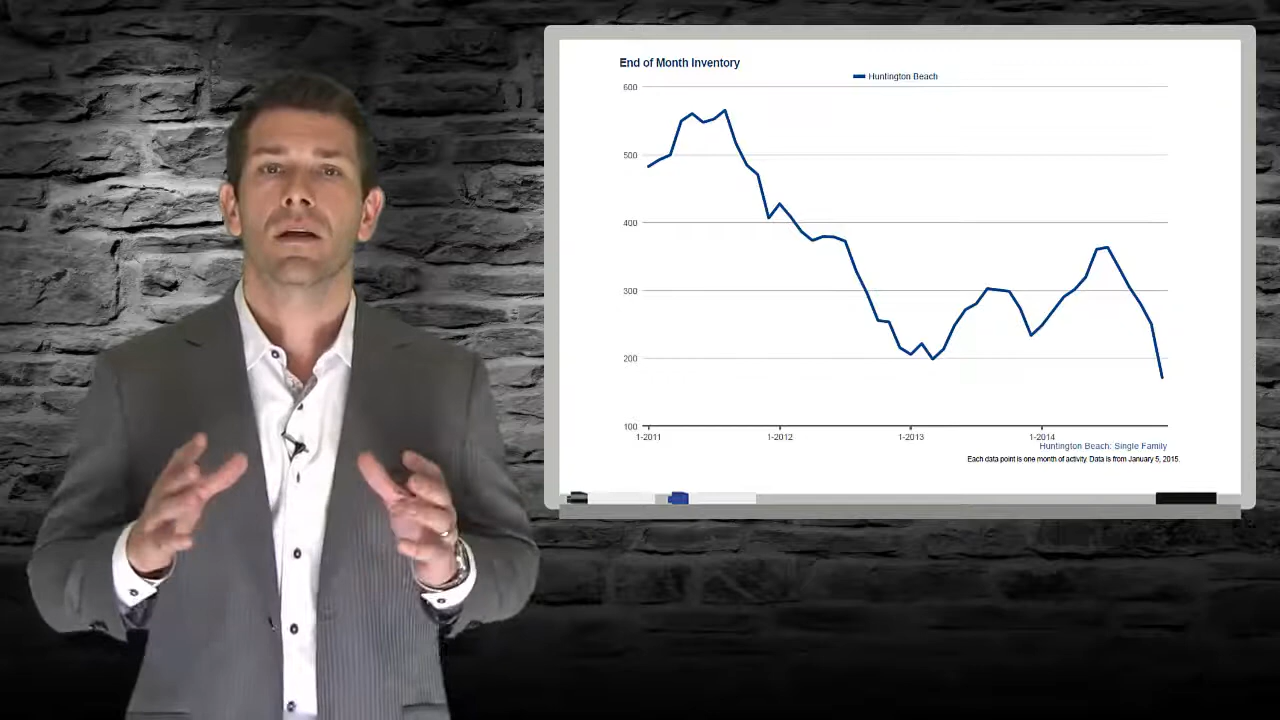 End of Month Inventory
Huntington Beach
600
500
400
300
200
100
1-2011
1-2012
1-2013
1-2014
Huntington Beach: Single Family
Each data point is one month of activity. Data is from January 5, 2015.